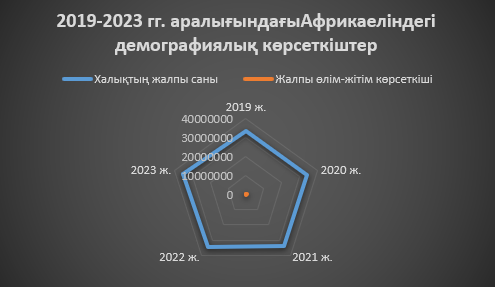 2019-2023 гг. аралығындағыАфрикаеліндегі
демографиялық көрсеткіштер
Халықтың жалпы саны
Жалпы өлім-жітім көрсеткіші
2019 ж.
40000000
30000000
20000000
10000000
0
2020 ж.
2021 ж.
2022 ж.
2023 ж.